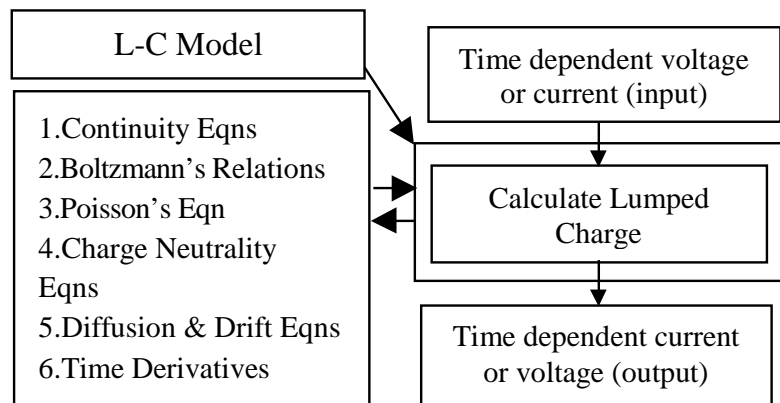 L-C Model
1.Continuity Eqns
2.Boltzmann’s Relations
3.Poisson’s Eqn
4.Charge Neutrality
Eqns
5.Diffusion & Drift Eqns
6.Time Derivatives
Time dependent voltage
or current (input)
Calculate Lumped
Charge
Time dependent current
or voltage (output)